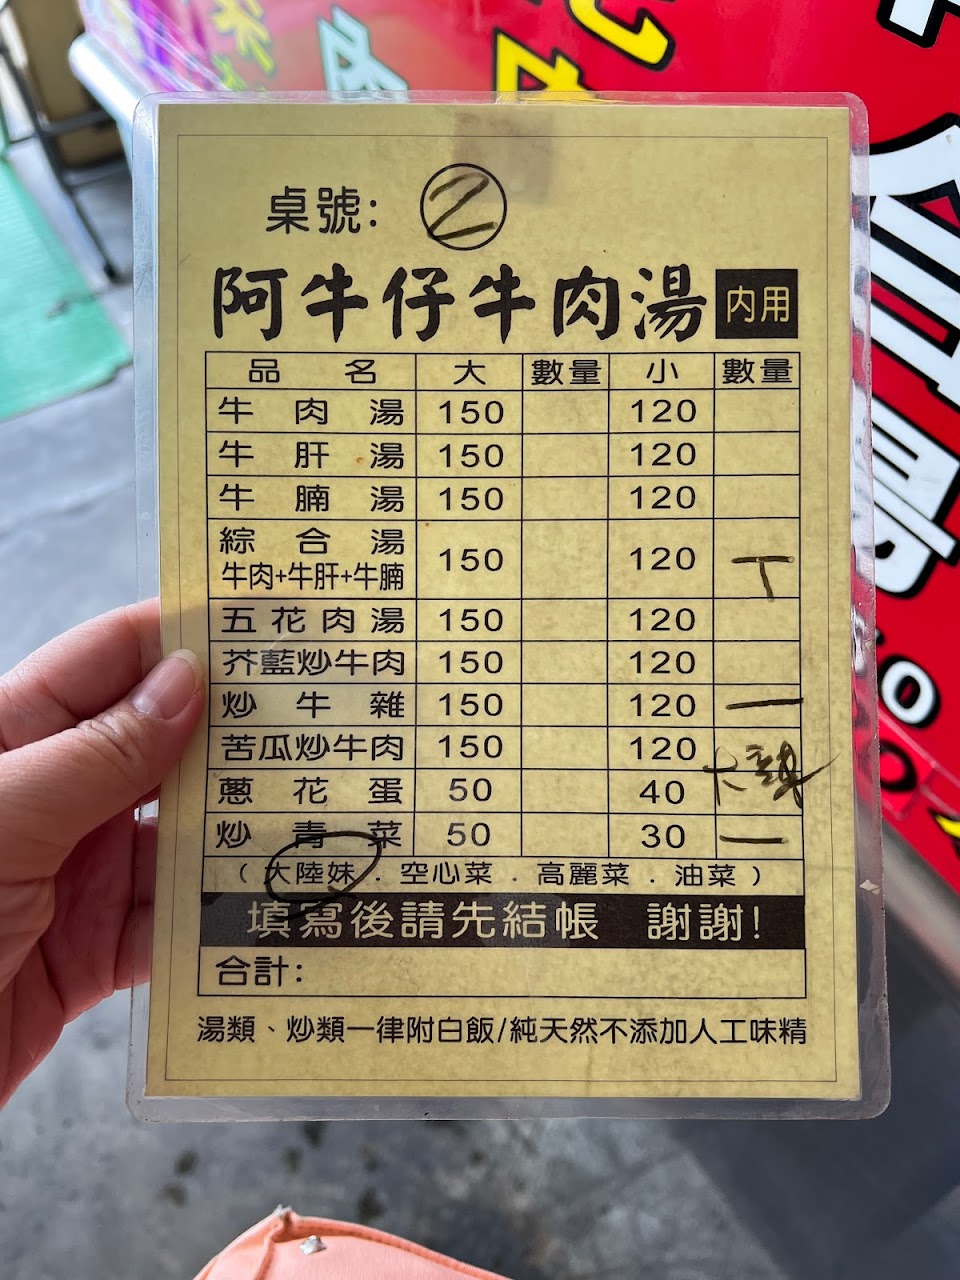 桌號: 2
阿牛仔牛肉湯 內用
品名 大 數量 小 數量
牛肉湯 150 120
牛肝湯 150 120
牛腩湯 150 120
綜合湯 150 120 丅
牛肉+牛肝+牛腩
五花肉湯 150 120
芥藍炒牛肉 150 120
炒牛雜 150 120 一
苦瓜炒牛肉 150 120
蔥花蛋 50 40
炒青菜 50 30 一
(大陸妹.空心菜.高麗菜.油菜)
填寫後請先結帳 謝謝!
合計:
湯類、炒類一律附白飯/純天然不添加人工味精